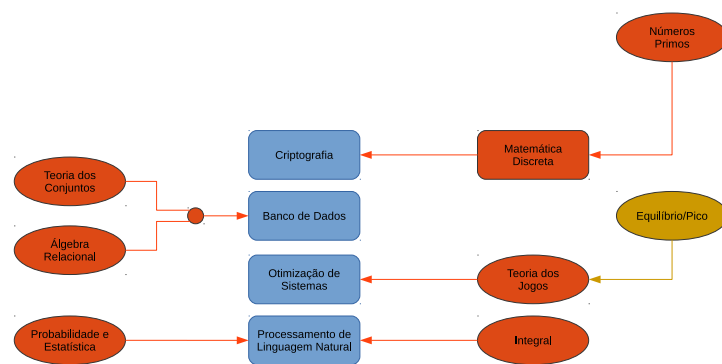 Números
Primos
Criptografia
Matemática
Discreta
Teoria dos
Conjuntos
Banco de Dados
Equilíbrio/Pico
Álgebra
Relacional
Otimização de
Sistemas
Teoria dos
Jogos
Probabilidade e
Estatística
Processamento de
Linguagem Natural
Integral